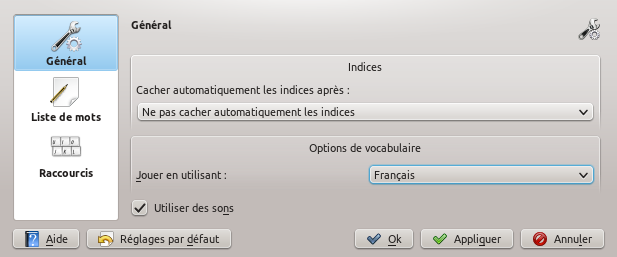 Général
Liste de mots
Raccourcis
Général
Indices
Cacher automatiquement les indices après :
Ne pas cacher automatiquement les indices
Options de vocabulaire
Jouer en utilisant :
Français
Utiliser des sons
Aide
Réglages par défaut
Ok
Appliquer
Annuler